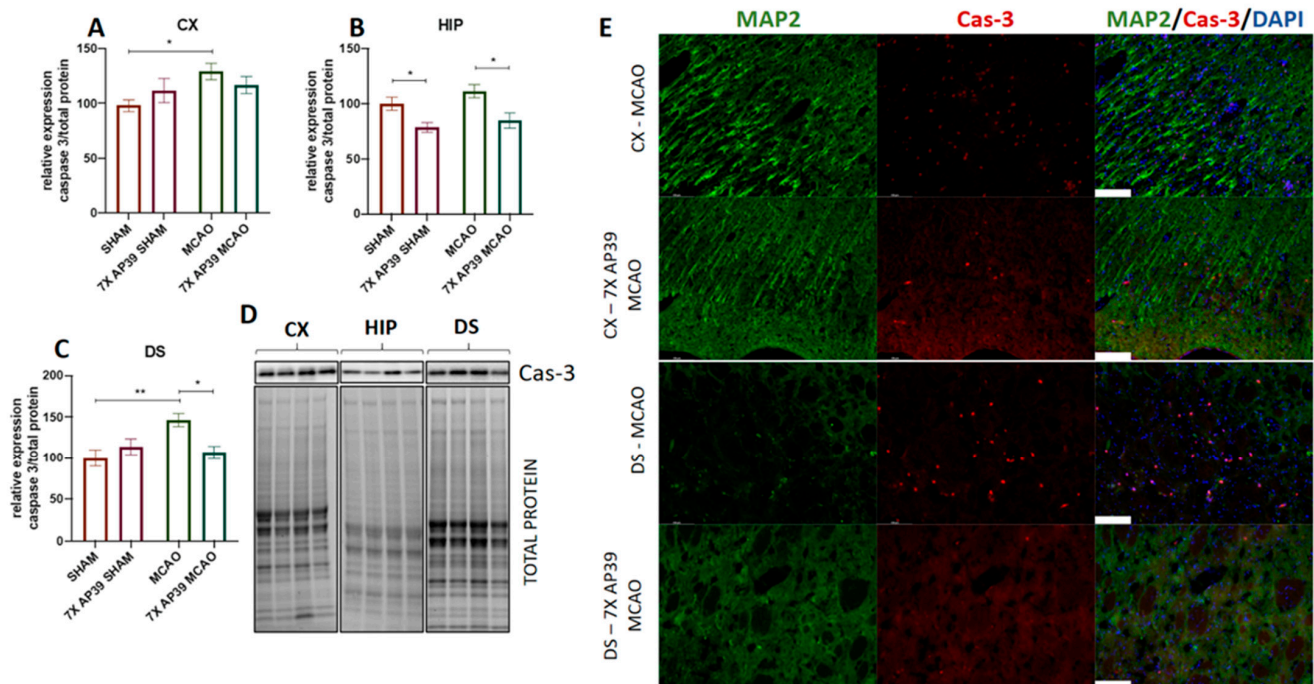 A
CX
relative expression
caspase 3/total protein
150
100
50
0
SHAM
7X AP39 SHAM
MCAO
7X AP39 MCAO
*
B
HIP
relative expression
caspase 3/total protein
150
100
50
0
SHAM
7X AP39 SHAM
MCAO
7X AP39 MCAO
*
*
C
DS
relative expression
caspase 3/total protein
200
150
100
50
0
SHAM
7X AP39 SHAM
MCAO
7X AP39 MCAO
**
*
D
CX
HIP
DS
Cas-3
TOTAL PROTEIN
E
MAP2
Cas-3
MAP2/Cas-3/DAPI
CX - MCAO
CX – 7X AP39
MCAO
DS - MCAO
DS – 7X AP39
MCAO